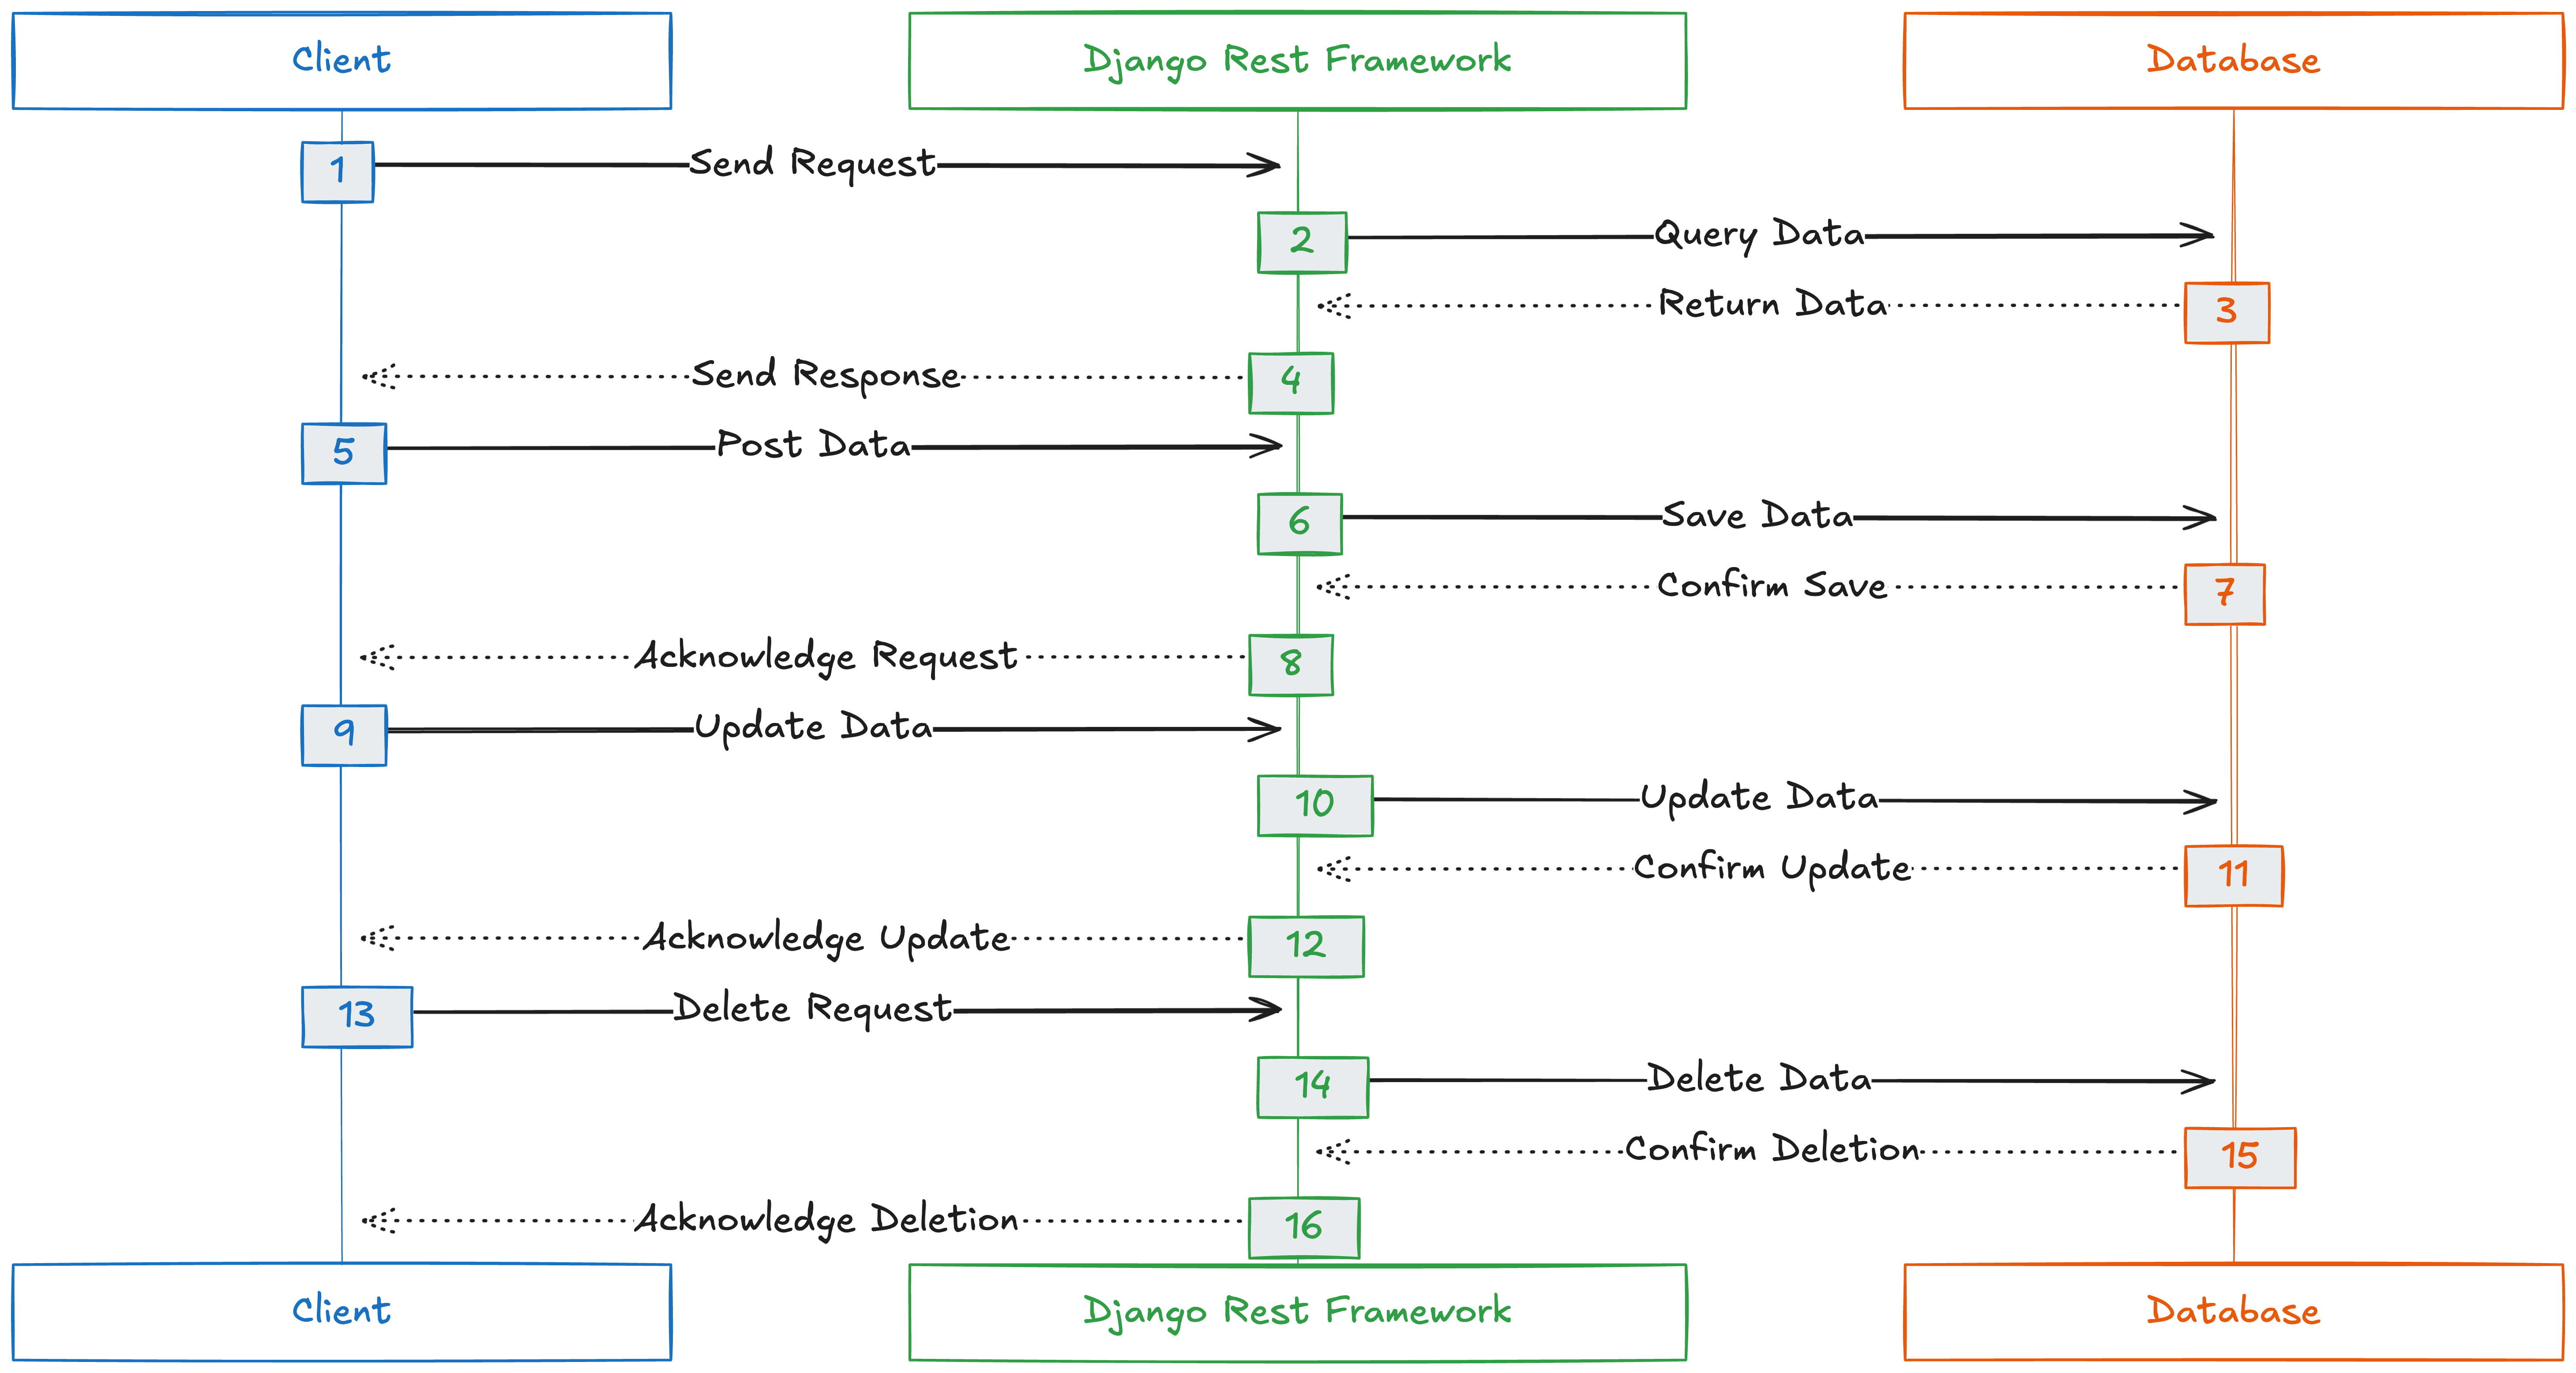 Client
Django Rest Framework
Database
1
Send Request
2
Query Data
3
Return Data
4
Send Response
5
Post Data
6
Save Data
7
Confirm Save
8
Acknowledge Request
9
Update Data
10
Update Data
11
Confirm Update
12
Acknowledge Update
13
Delete Request
14
Delete Data
15
Confirm Deletion
16
Acknowledge Deletion
Client
Django Rest Framework
Database